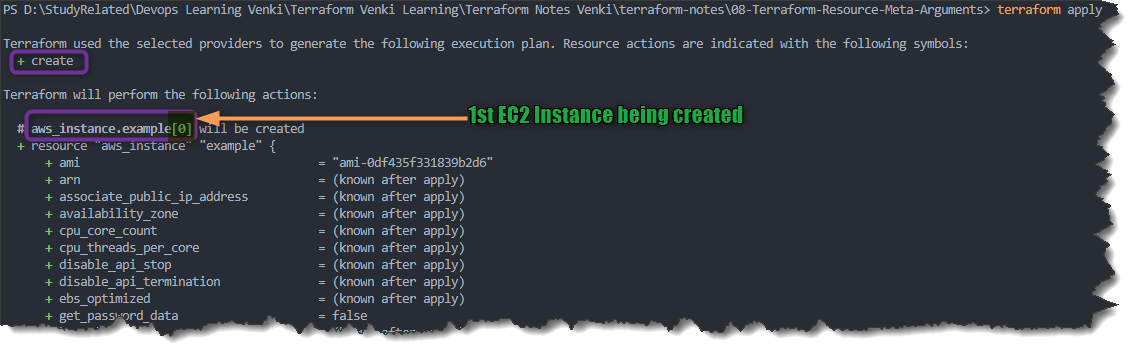 PS D:\StudyRelated\Devops Learning Venki\Terraform Venki Learning\Terraform Notes Venki\terraform-notes\08-Terraform-Resource-Meta-Arguments> terraform apply
Terraform used the selected providers to generate the following execution plan. Resource actions are indicated with the following symbols:
+ create
Terraform will perform the following actions:
1st EC2 Instance being created
# aws_instance.example[0] will be created
+ resource "aws_instance" "example" {
+ ami = "ami-0df435f331839b2d6"
+ arn = (known after apply)
+ associate_public_ip_address = (known after apply)
+ availability_zone = (known after apply)
+ cpu_core_count = (known after apply)
+ cpu_threads_per_core = (known after apply)
+ disable_api_stop = (known after apply)
+ disable_api_termination = (known after apply)
+ ebs_optimized = (known after apply)
+ get_password_data = false